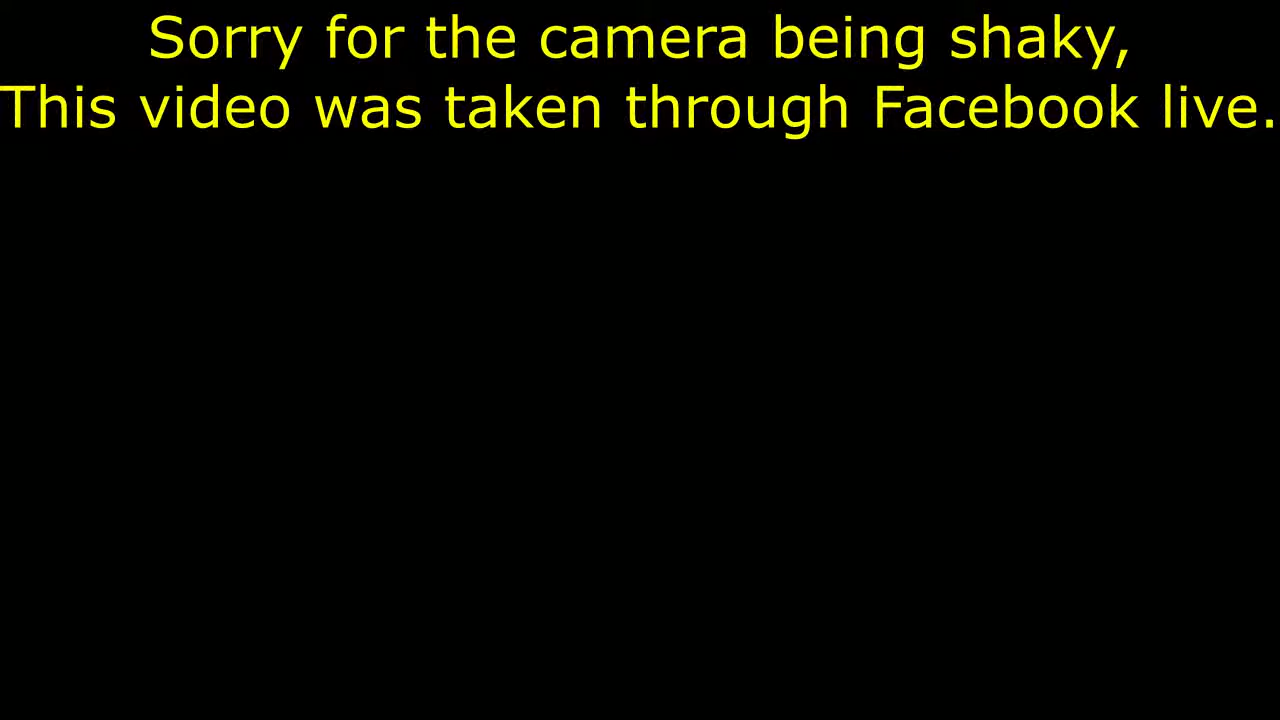 Sorry for the camera being shaky,
This video was taken through Facebook live.